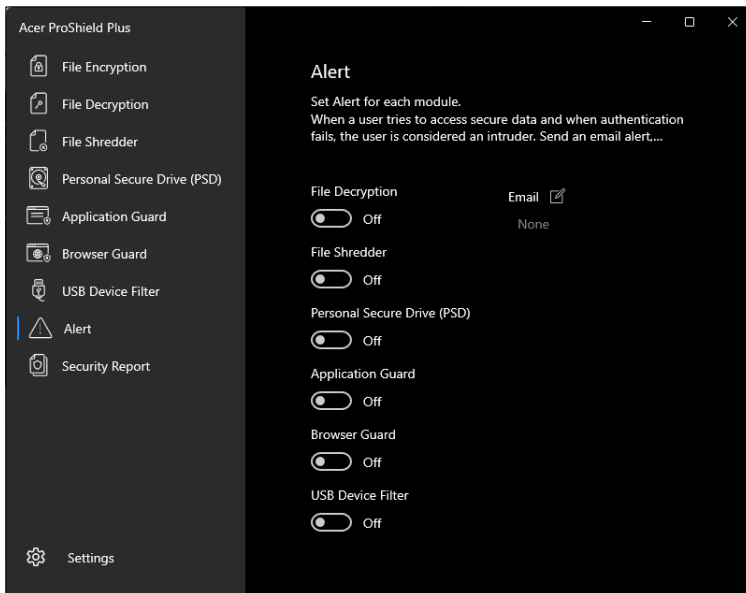 Acer ProShield Plus
File Encryption
File Decryption
File Shredder
Personal Secure Drive (PSD)
Application Guard
Browser Guard
USB Device Filter
Alert
Security Report
Settings
Alert
Set Alert for each module.
When a user tries to access secure data and when authentication
fails, the user is considered an intruder. Send an email alert,...
File Decryption
Off
Email
None
File Shredder
Off
Personal Secure Drive (PSD)
Off
Application Guard
Off
Browser Guard
Off
USB Device Filter
Off